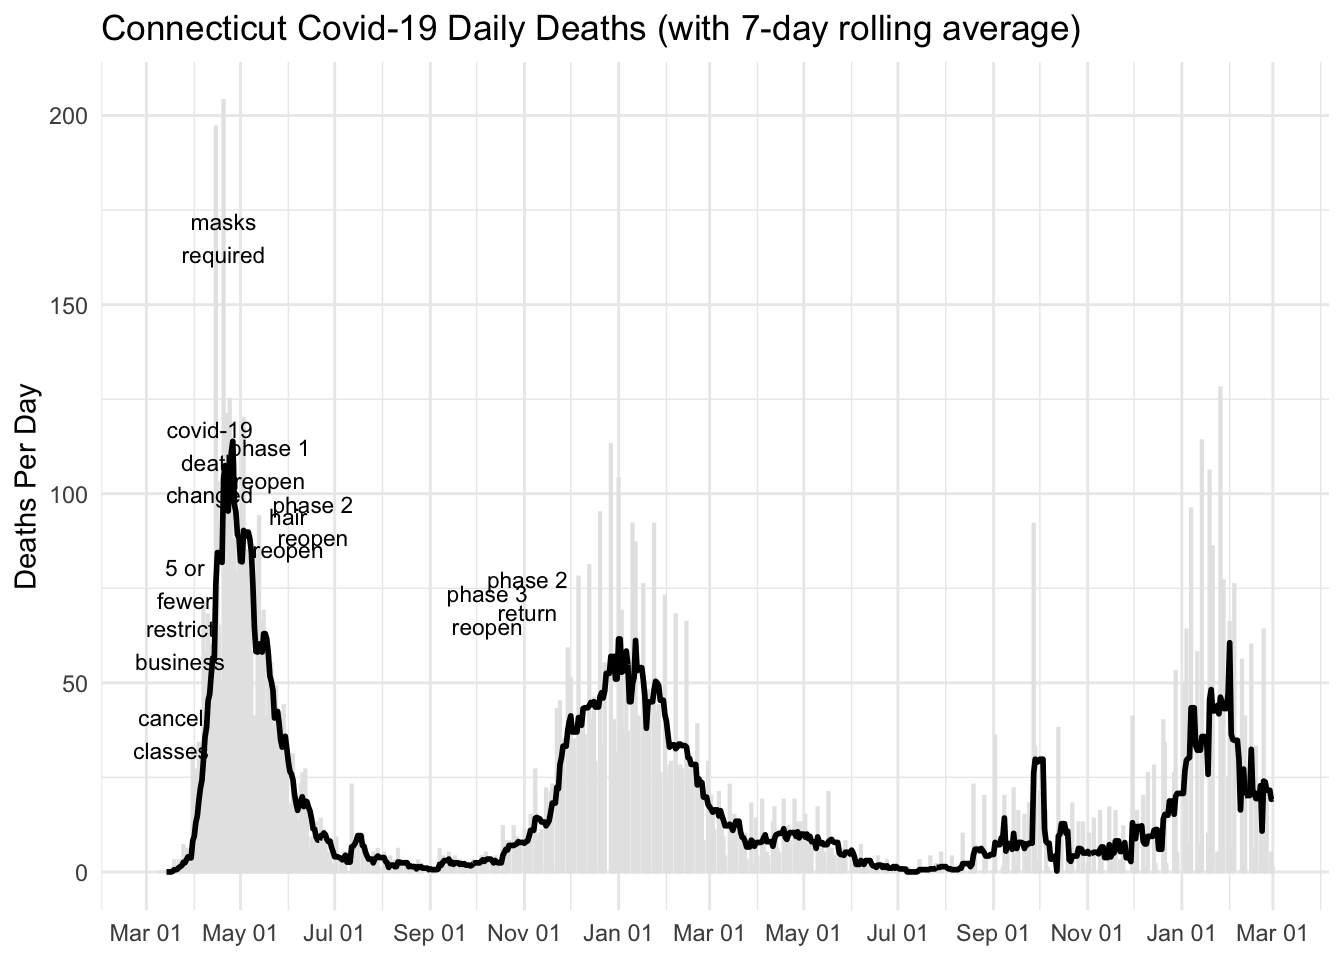 Connecticut Covid-19 Daily Deaths (with 7-day rolling average)
Deaths Per Day
200
150
100
50
0
masks
required
covid-19
death
changed
phase 1
reopen
phase 2
reopen
hair
reopen
5 or
fewer
restrict
business
cancel
classes
phase 2
return
phase 3
reopen
Mar 01 May 01 Jul 01 Sep 01 Nov 01 Jan 01 Mar 01 May 01 Jul 01 Sep 01 Nov 01 Jan 01 Mar 01